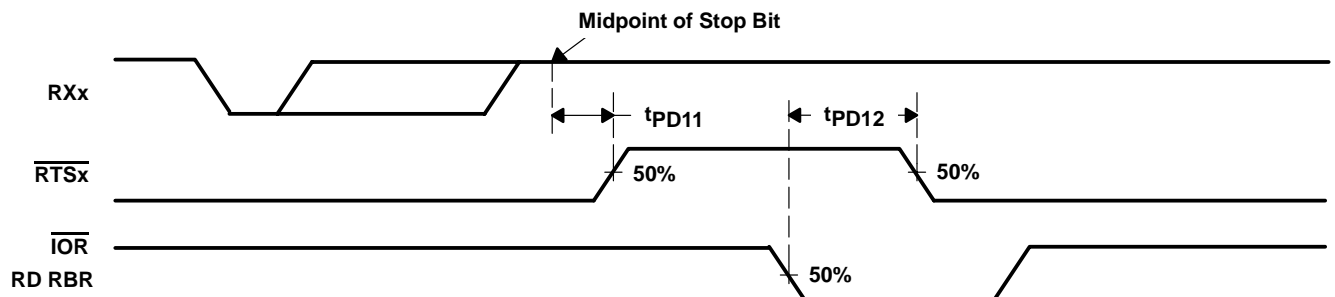 Midpoint of Stop Bit
RXx
tPD11
tPD12
RTSx
50%
50%
IOR
RD RBR
50%